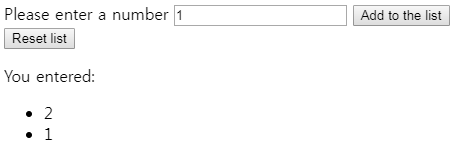 Please enter a number 1 Add to the list
Reset list
You entered:
2
1